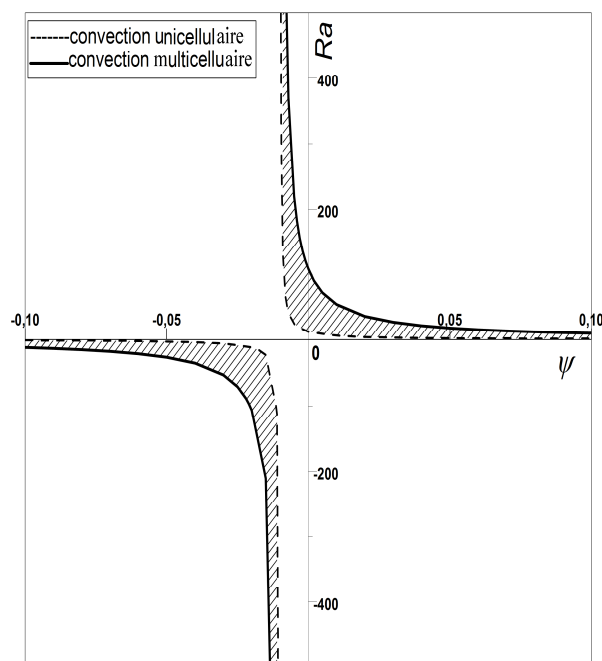 convection unicellulaire
convection multicelluaire
Ra
400
200
-0,10
-0,05
0,05
0,10
0
ψ
-200
-400